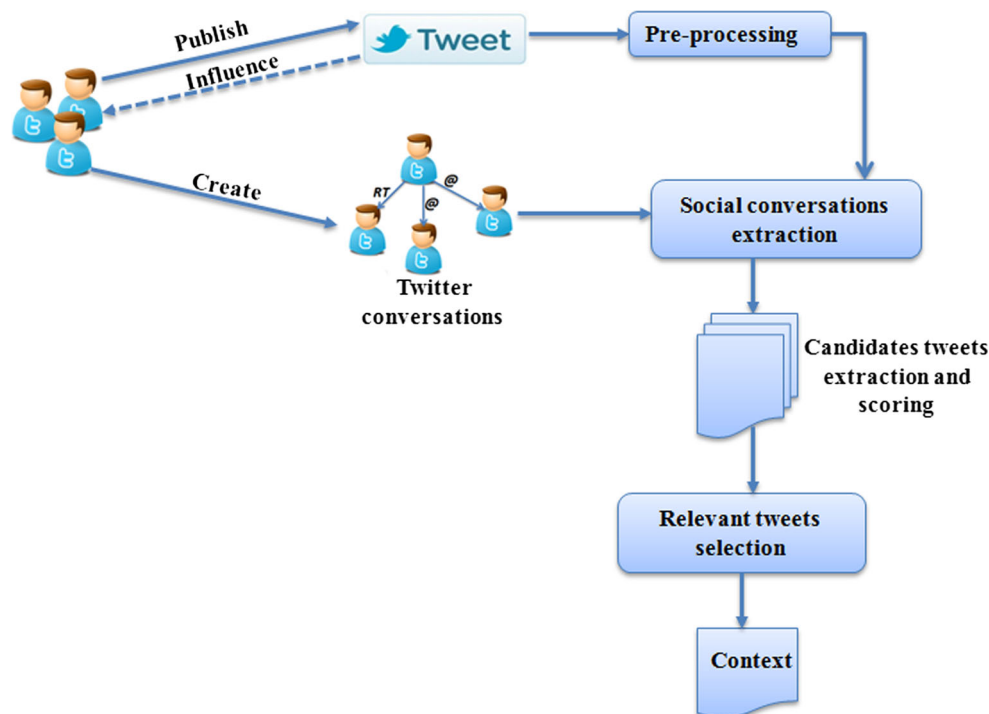 Publish
Tweet
Pre-processing
Influence
Create
RT
@
@
Social conversations
extraction
Twitter
conversations
Candidates tweets
extraction and
scoring
Relevant tweets
selection
Context